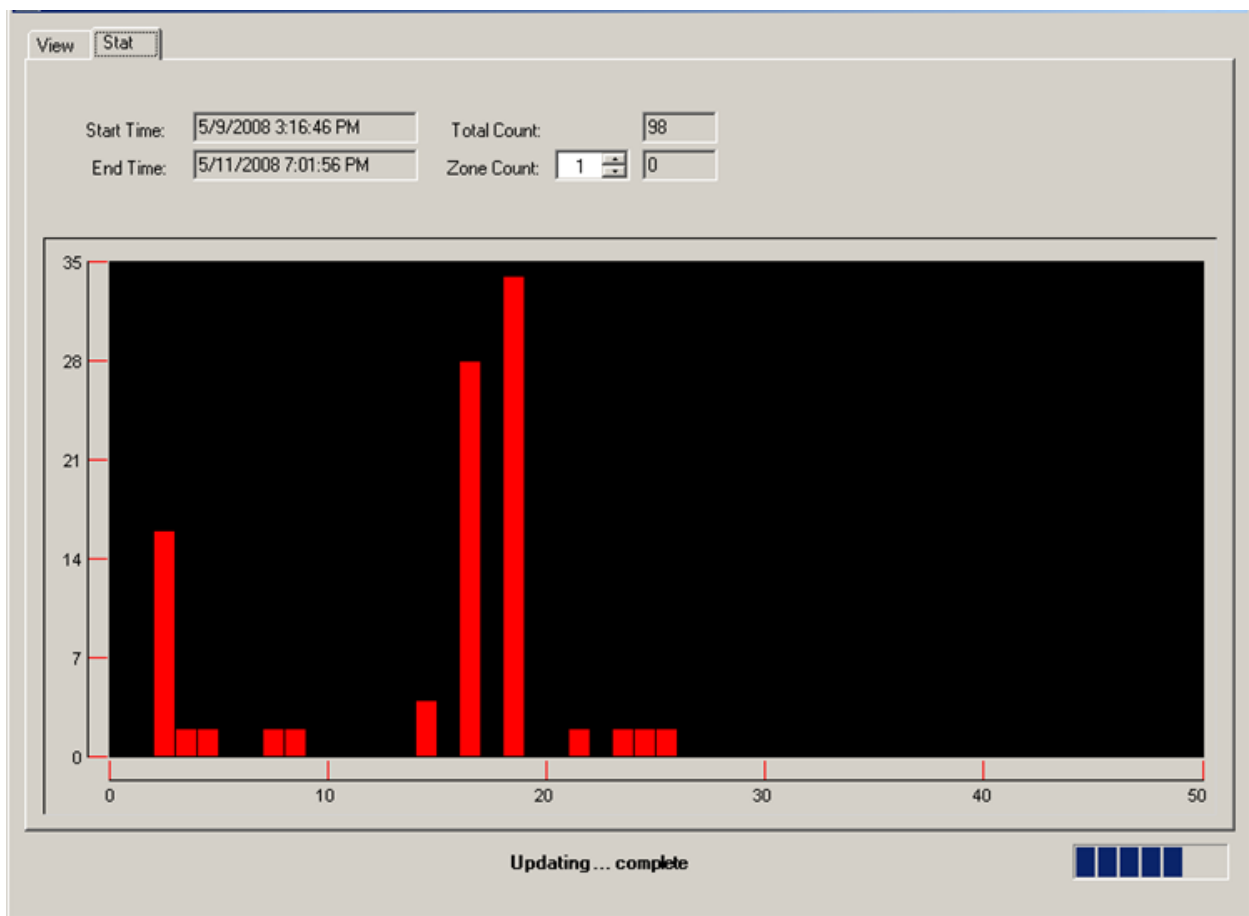 View Stat
Start Time: 5/9/2008 3:16:46 PM Total Count: 98
End Time: 5/11/2008 7:01:56 PM Zone Count: 1 0
35
28
21
14
7
0
0 10 20 30 40 50
Updating... complete